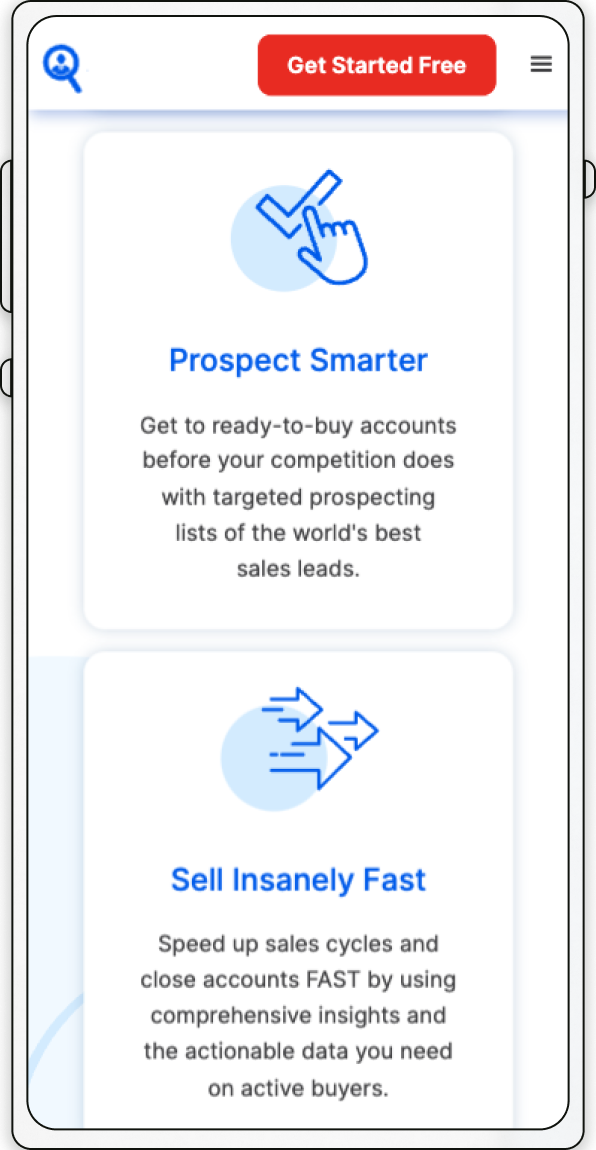 Get Started Free
Prospect Smarter
Get to ready-to-buy accounts
before your competition does
with targeted prospecting
lists of the world's best
sales leads.
Sell Insanely Fast
Speed up sales cycles and
close accounts FAST by using
comprehensive insights and
the actionable data you need
on active buyers.